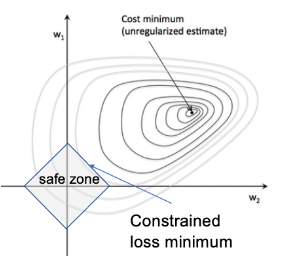 Cost minimum
(unregularized estimate)
w1
safe zone
w2
Constrained
loss minimum